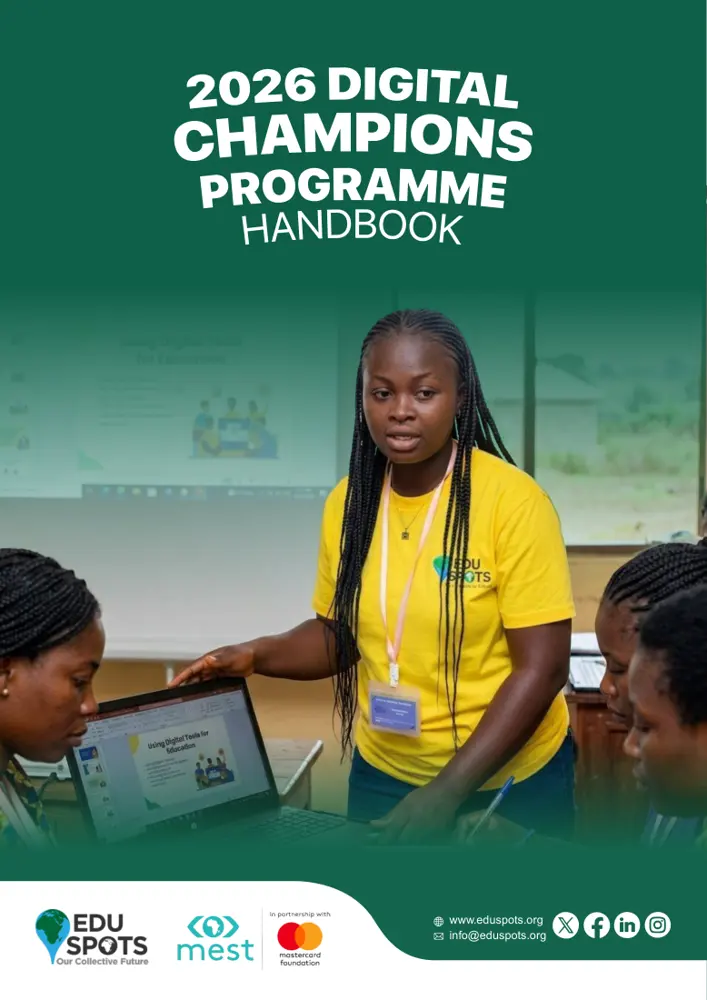 2026 DIGITAL
CHAMPIONS
PROGRAMME
HANDBOOK
EDU
SPOTS
Using Digital Tools for
Education
EDU
SPOTS
Our Collective Future
mest
In partnership with
mastercard
foundation
www.eduspots.org
info@eduspots.org